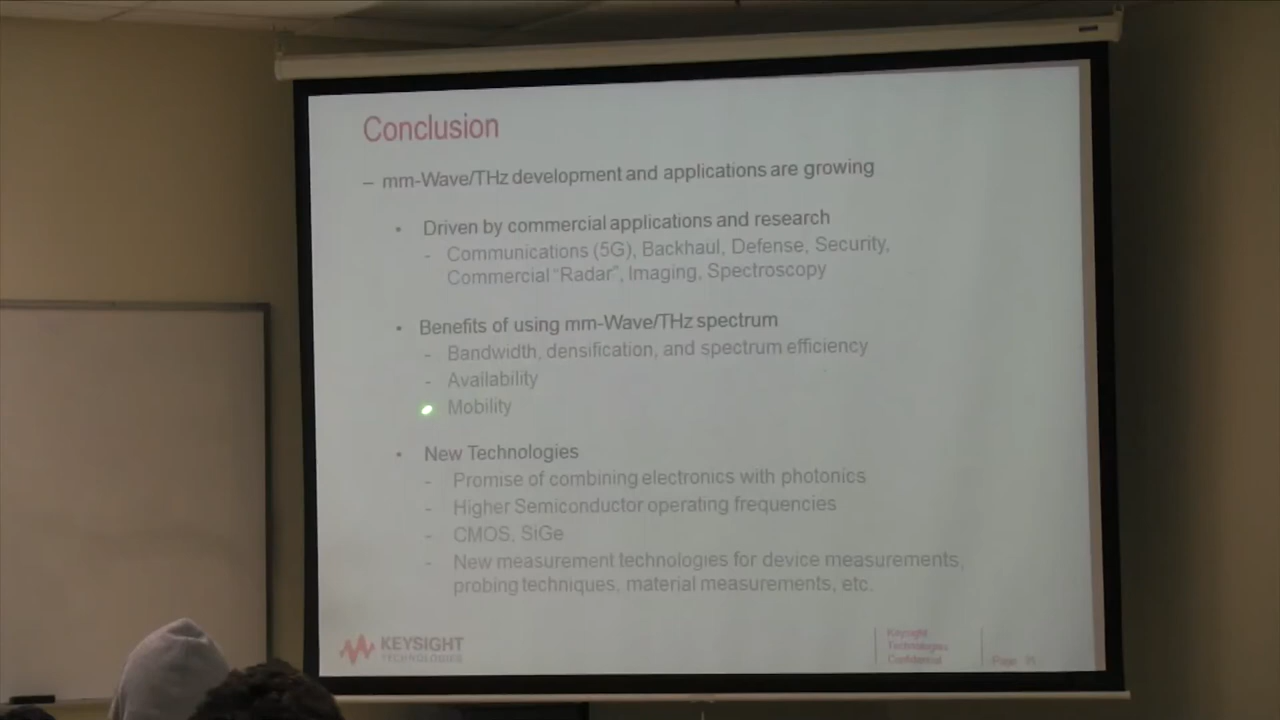 Conclusion
– mm-Wave/THz development and applications are growing
• Driven by commercial applications and research
- Communications (5G), Backhaul, Defense, Security,
Commercial "Radar", Imaging, Spectroscopy
• Benefits of using mm-Wave/THz spectrum
- Bandwidth, densification, and spectrum efficiency
- Availability
Mobility
• New Technologies
- Promise of combining electronics with photonics
- Higher Semiconductor operating frequencies
- CMOS, SiGe
- New measurement technologies for device measurements,
probing techniques, material measurements, etc.
KEYSIGHT
TECHNOLOGIES
Keysight
Technologies
Confidential
Page